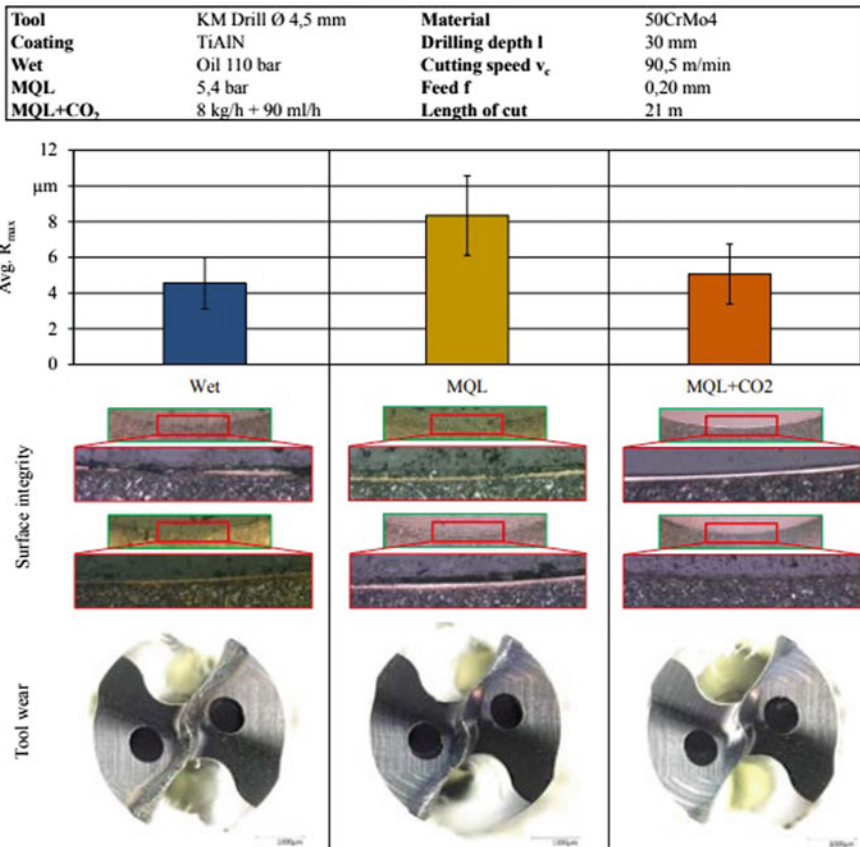 Tool KM Drill Ø 4,5 mm Material 50CrMo4
Coating TiAlN Drilling depth l 30 mm
Wet Oil 110 bar Cutting speed vc 90,5 m/min
MQL 5,4 bar Feed f 0,20 mm
MQL+CO2 8 kg/h + 90 ml/h Length of cut 21 m
12
µm
8
6
4
2
0
Avg. Rmax
Wet MQL MQL+CO2
Surface integrity
Tool wear
1000µm 1000µm 1000µm